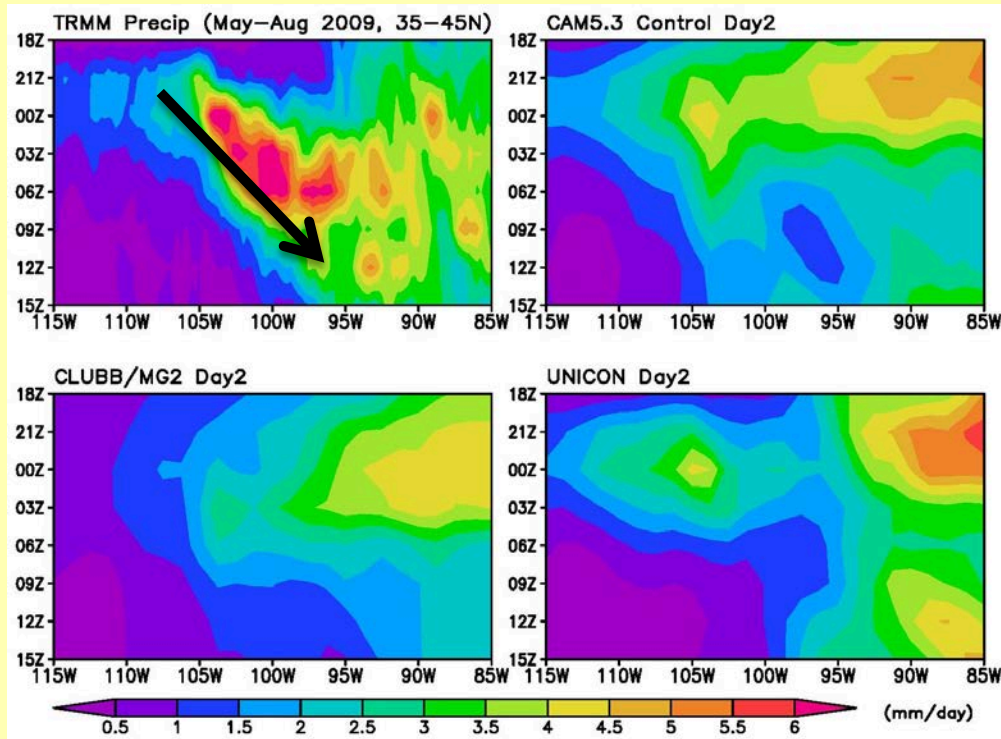 TRMM Precip (May-Aug 2009, 35-45N)
18Z
21Z
00Z
03Z
06Z
09Z
12Z
15Z
115W 110W 105W 100W 95W 90W 85W
CAM5.3 Control Day2
18Z
21Z
00Z
03Z
06Z
09Z
12Z
15Z
115W 110W 105W 100W 95W 90W 85W
CLUBB/MG2 Day2
18Z
21Z
00Z
03Z
06Z
09Z
12Z
15Z
115W 110W 105W 100W 95W 90W 85W
UNICON Day2
18Z
21Z
00Z
03Z
06Z
09Z
12Z
15Z
115W 110W 105W 100W 95W 90W 85W
0.5 1 1.5 2 2.5 3 3.5 4 4.5 5 5.5 6 (mm/day)